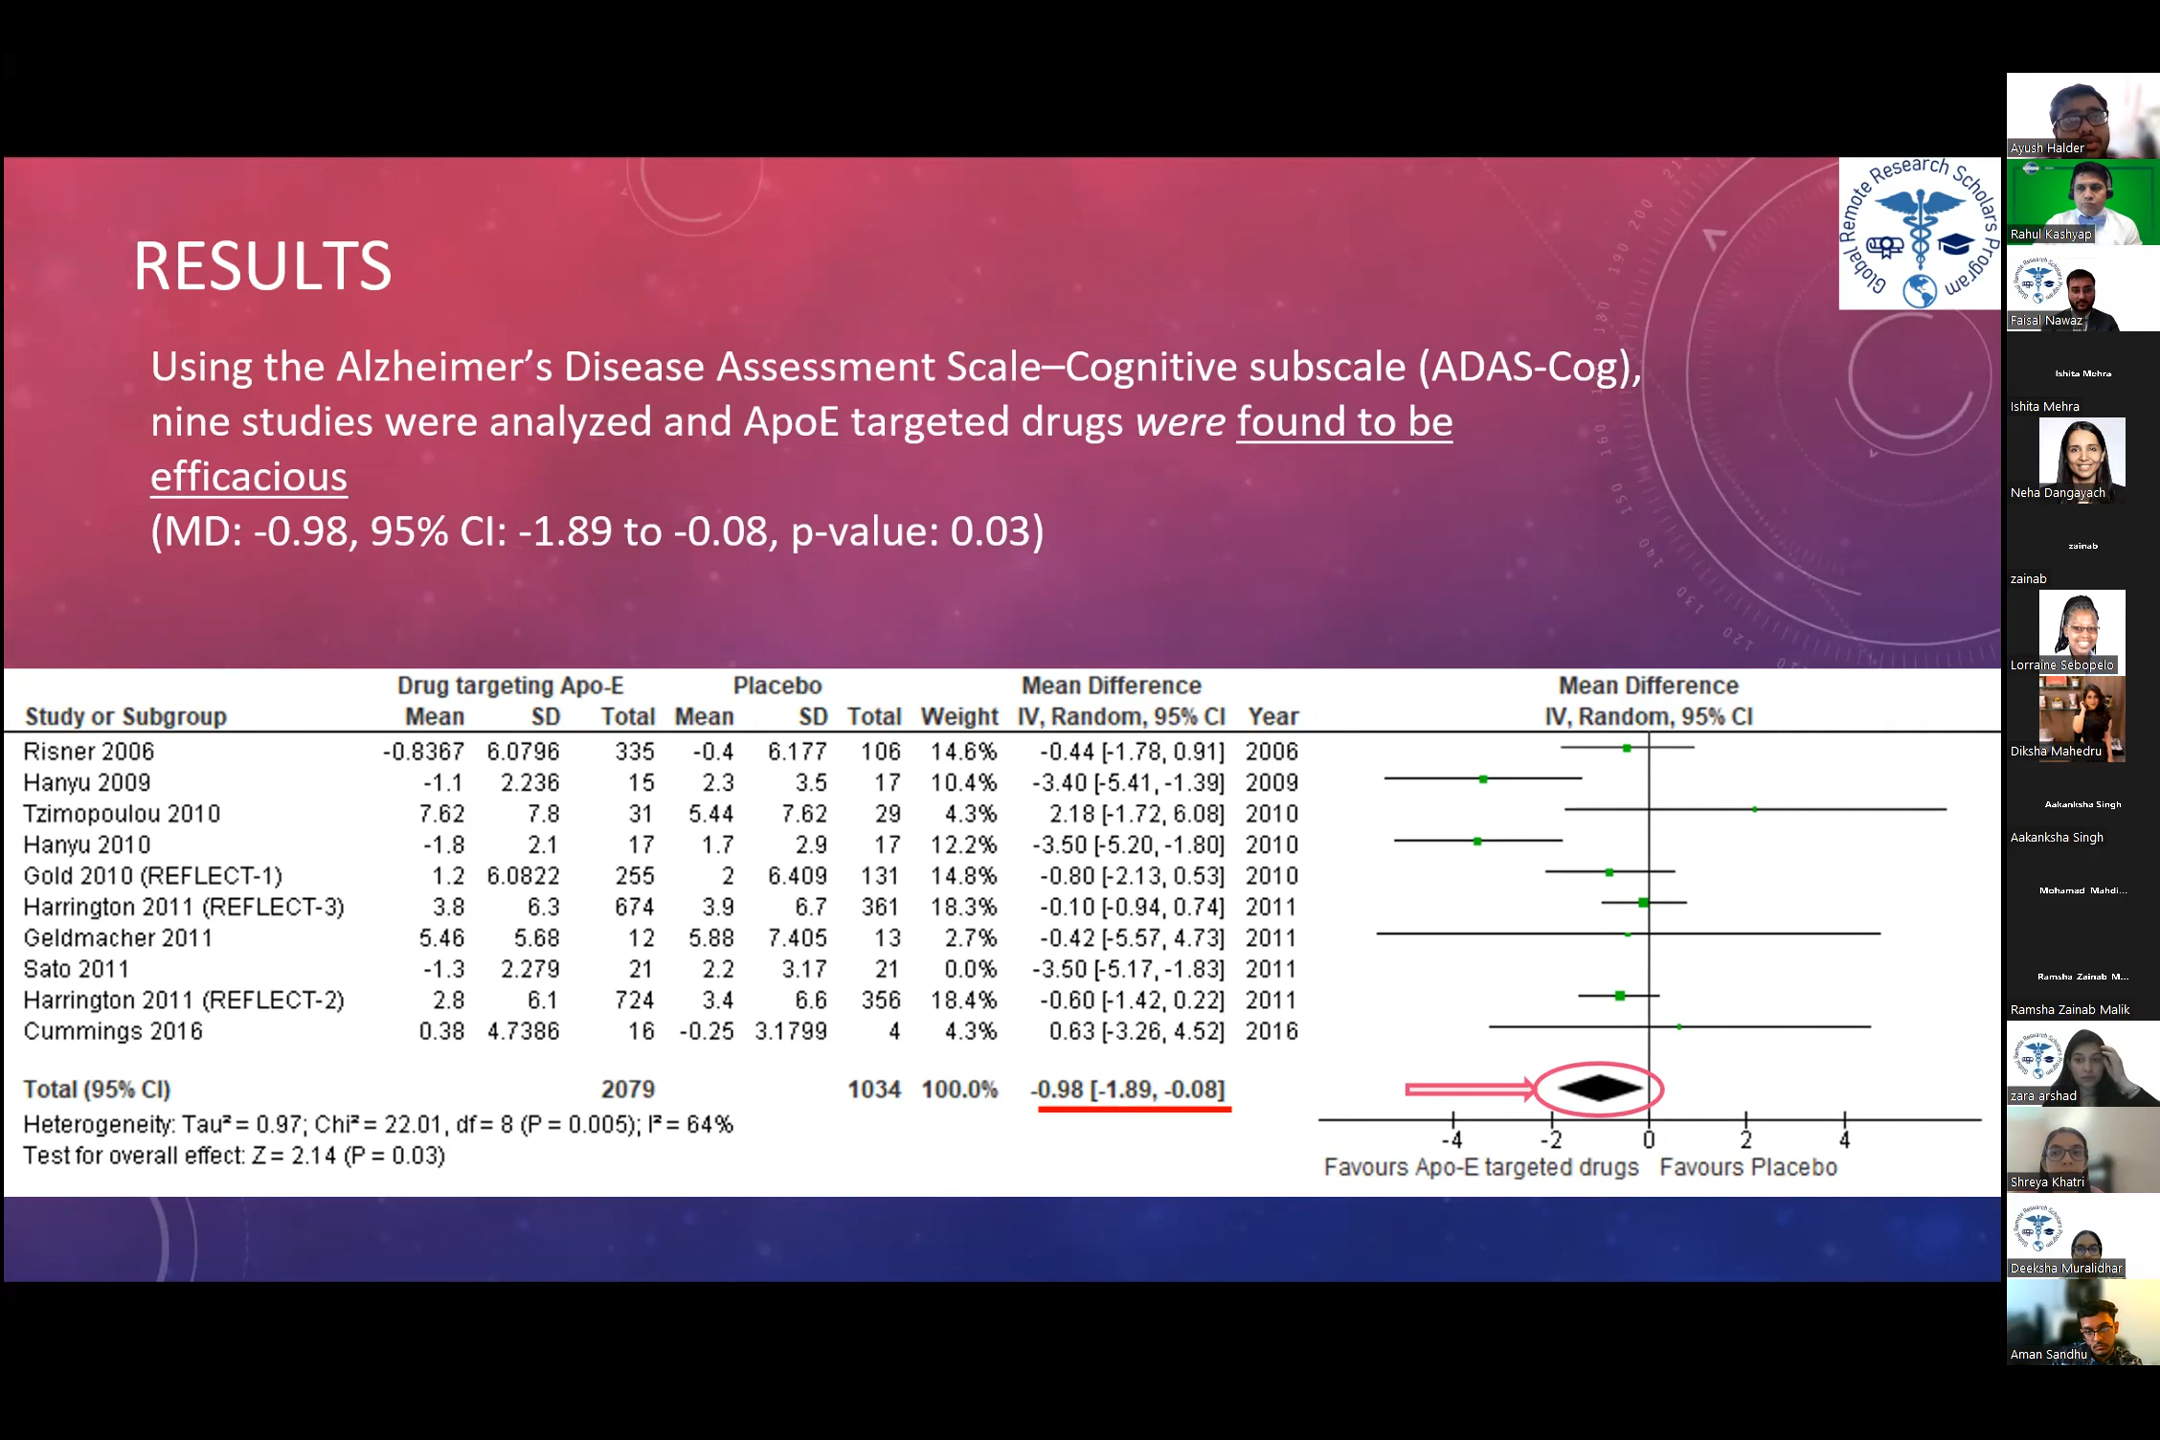 RESULTS
Using the Alzheimer’s Disease Assessment Scale–Cognitive subscale (ADAS-Cog),
nine studies were analyzed and ApoE targeted drugs were found to be
efficacious
(MD: -0.98, 95% CI: -1.89 to -0.08, p-value: 0.03)
Global Remote Research Scholars Program
Drug targeting Apo-E Placebo Mean Difference Mean Difference
Study or Subgroup Mean SD Total Mean SD Total Weight IV, Random, 95% CI Year IV, Random, 95% CI
Risner 2006 -0.8367 6.0796 335 -0.4 6.177 106 14.6% -0.44 [-1.78, 0.91] 2006
Hanyu 2009 -1.1 2.236 15 2.3 3.5 17 10.4% -3.40 [-5.41, -1.39] 2009
Tzimopoulou 2010 7.62 7.8 31 5.44 7.62 29 4.3% 2.18 [-1.72, 6.08] 2010
Hanyu 2010 -1.8 2.1 17 1.7 2.9 17 12.2% -3.50 [-5.20, -1.80] 2010
Gold 2010 (REFLECT-1) 1.2 6.0822 255 2 6.409 131 14.8% -0.80 [-2.13, 0.53] 2010
Harrington 2011 (REFLECT-3) 3.8 6.3 674 3.9 6.7 361 18.3% -0.10 [-0.94, 0.74] 2011
Geldmacher 2011 5.46 5.68 12 5.88 7.405 13 2.7% -0.42 [-5.57, 4.73] 2011
Sato 2011 -1.3 2.279 21 2.2 3.17 21 0.0% -3.50 [-5.17, -1.83] 2011
Harrington 2011 (REFLECT-2) 2.8 6.1 724 3.4 6.6 356 18.4% -0.60 [-1.42, 0.22] 2011
Cummings 2016 0.38 4.7386 16 -0.25 3.1799 4 4.3% 0.63 [-3.26, 4.52] 2016
Total (95% CI) 2079 1034 100.0% -0.98 [-1.89, -0.08]
Heterogeneity: Tau² = 0.97; Chi² = 22.01, df = 8 (P = 0.005); I² = 64%
Test for overall effect: Z = 2.14 (P = 0.03)
-4 -2 0 2 4
Favours Apo-E targeted drugs Favours Placebo
Ayush Halder
Rahul Kashyap
Faisal Nawaz
Ishita Mehra
Ishita Mehra
Neha Dangayach
zainab
zainab
Lorraine Sebopelo
Diksha Mahedru
Aakanksha Singh
Aakanksha Singh
Mohamad Mahdi...
Ramsha Zainab M...
Ramsha Zainab Malik
zara arshad
Shreya Khatri
Deeksha Muralidhar
Aman Sandhu
210
200
190
180
160
150
140
130
120